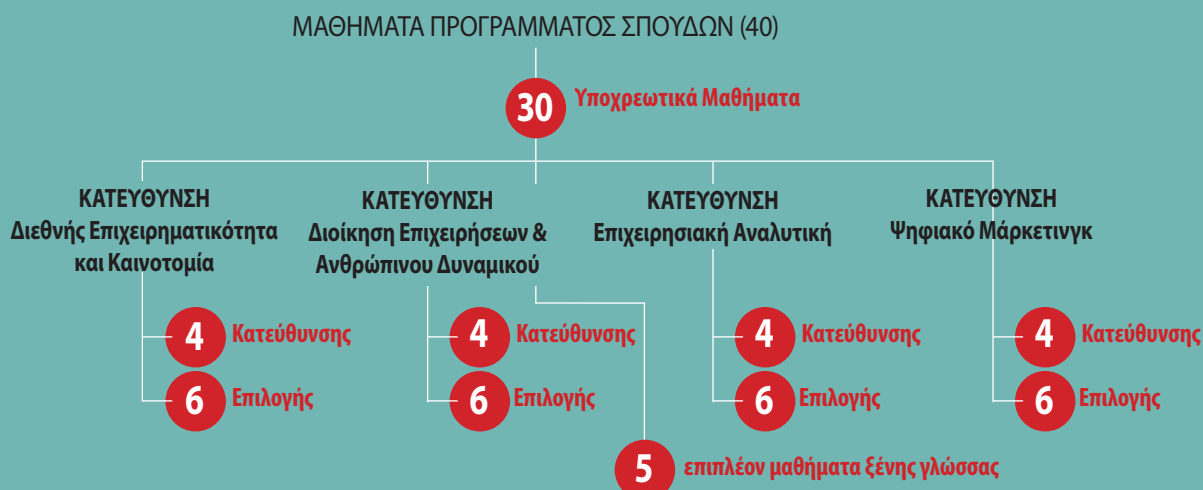 ΜΑΘΗΜΑΤΑ ΠΡΟΓΡΑΜΜΑΤΟΣ ΣΠΟΥΔΩΝ (40)
30 Υποχρεωτικά Μαθήματα
ΚΑΤΕΥΘΥΝΣΗ
Διεθνής Επιχειρηματικότητα
και Καινοτομία
4 Κατεύθυνσης
6 Επιλογής
ΚΑΤΕΥΘΥΝΣΗ
Διοίκηση Επιχειρήσεων &
Ανθρώπινου Δυναμικού
4 Κατεύθυνσης
6 Επιλογής
ΚΑΤΕΥΘΥΝΣΗ
Επιχειρησιακή Αναλυτική
4 Κατεύθυνσης
6 Επιλογής
ΚΑΤΕΥΘΥΝΣΗ
Ψηφιακό Μάρκετινγκ
4 Κατεύθυνσης
6 Επιλογής
5 επιπλέον μαθήματα ξένης γλώσσας